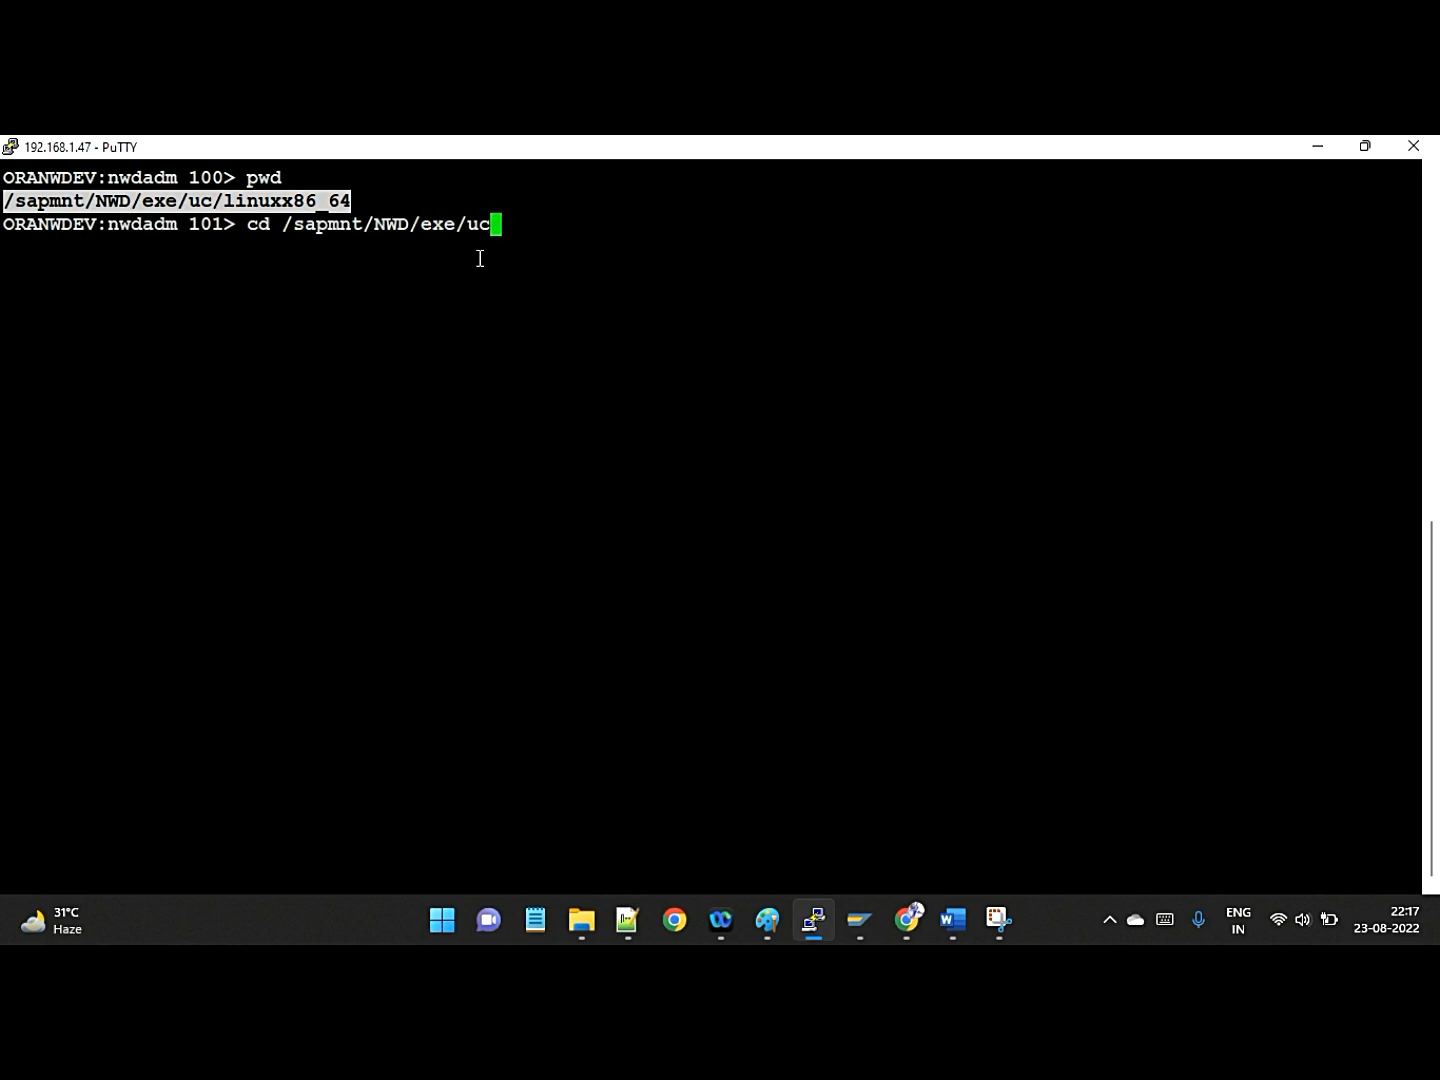 192.168.1.47 - PuTTY
ORANWDEV:nwdadm 100> pwd
/sapmnt/NWD/exe/uc/linuxx86_64
ORANWDEV:nwdadm 101> cd /sapmnt/NWD/exe/uc
31°C
Haze
ENG
IN
22:17
23-08-2022